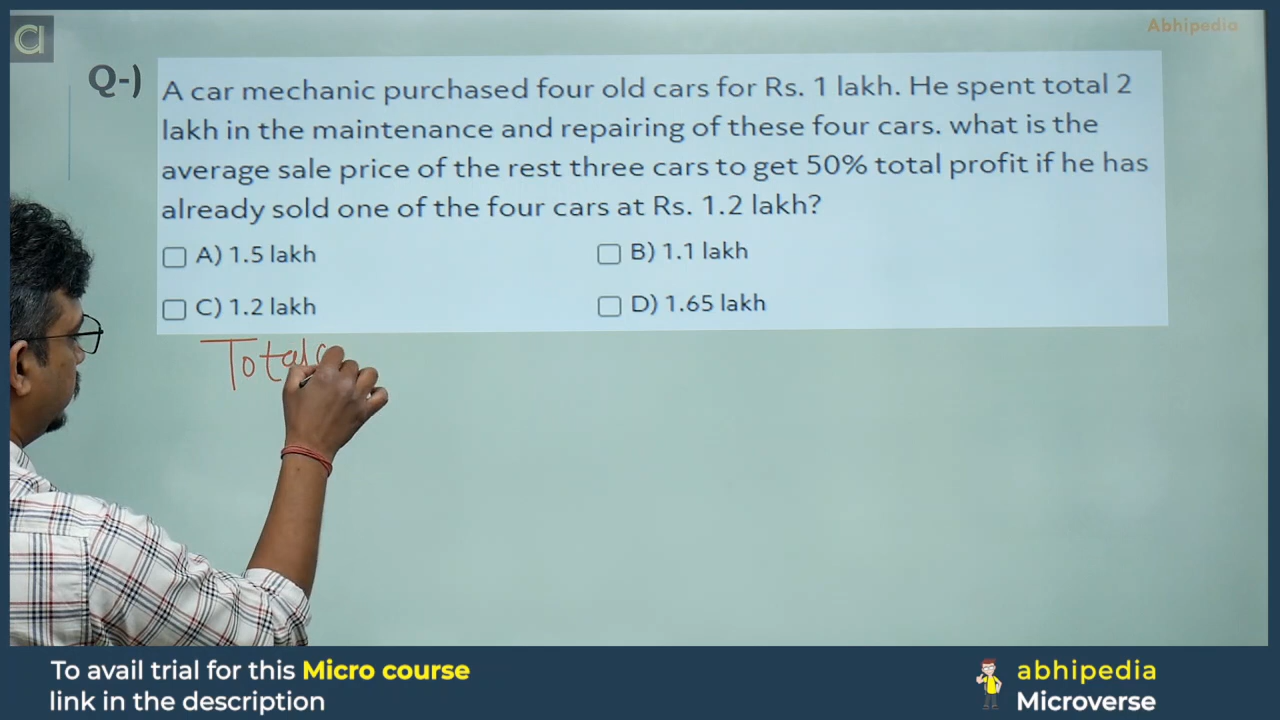 Abhipedia
Q-)
A car mechanic purchased four old cars for Rs. 1 lakh. He spent total 2
lakh in the maintenance and repairing of these four cars. what is the
average sale price of the rest three cars to get 50% total profit if he has
already sold one of the four cars at Rs. 1.2 lakh?
A) 1.5 lakh
B) 1.1 lakh
C) 1.2 lakh
D) 1.65 lakh
Total
To avail trial for this Micro course
link in the description
abhipedia
Microverse